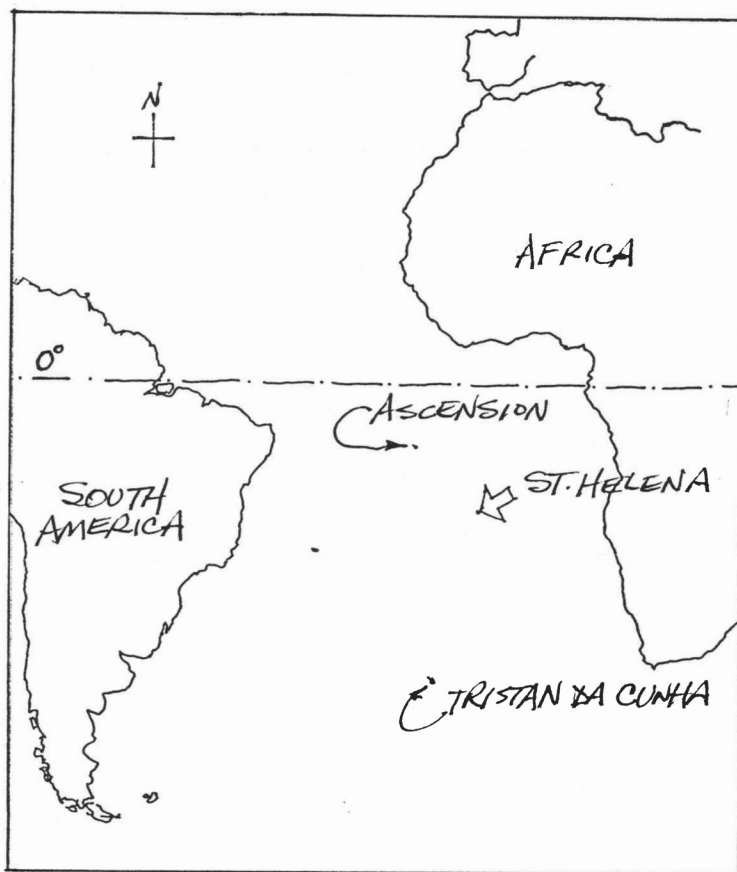 N
AFRICA
0°
ASCENSION
ST. HELENA
SOUTH
AMERICA
TRISTAN DA CUNHA